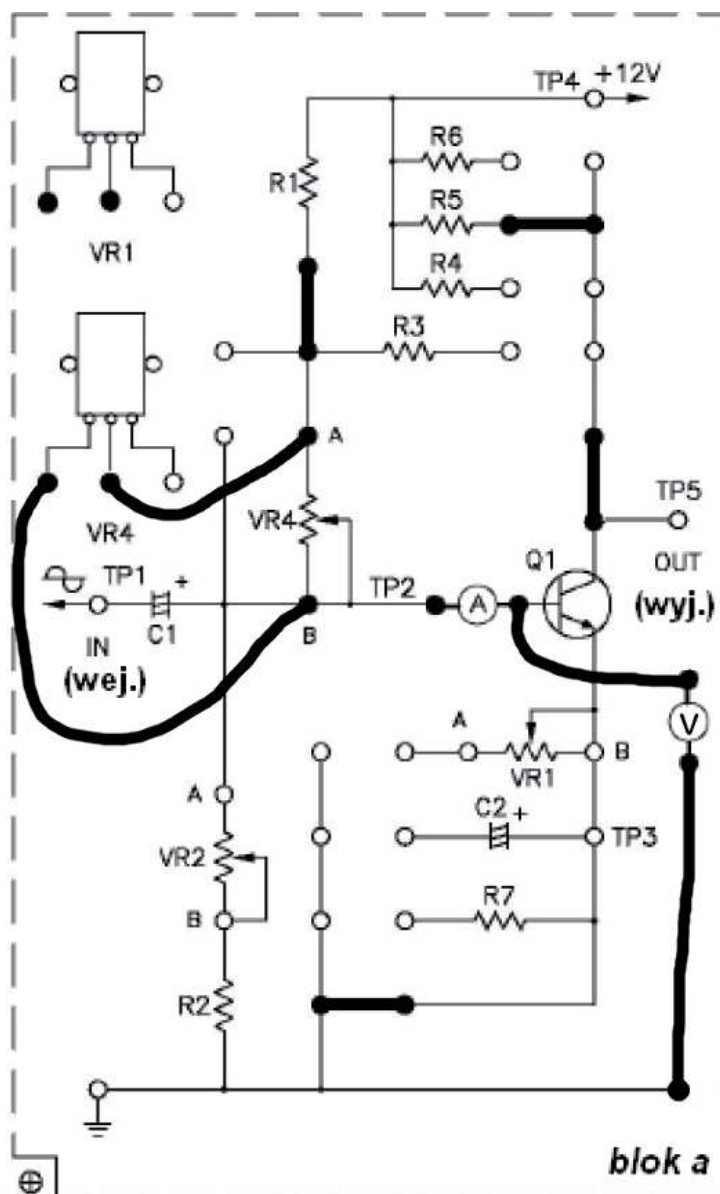 TP4 +12V
R6
R1
R5
VR1
R4
R3
A
VR4
TP5
VR4
TP1
+
TP2
A
Q1
OUT
(wyj.)
C1
IN
(wej.)
B
V
A
B
VR1
A
C2
+
TP3
VR2
B
R7
R2
blok a